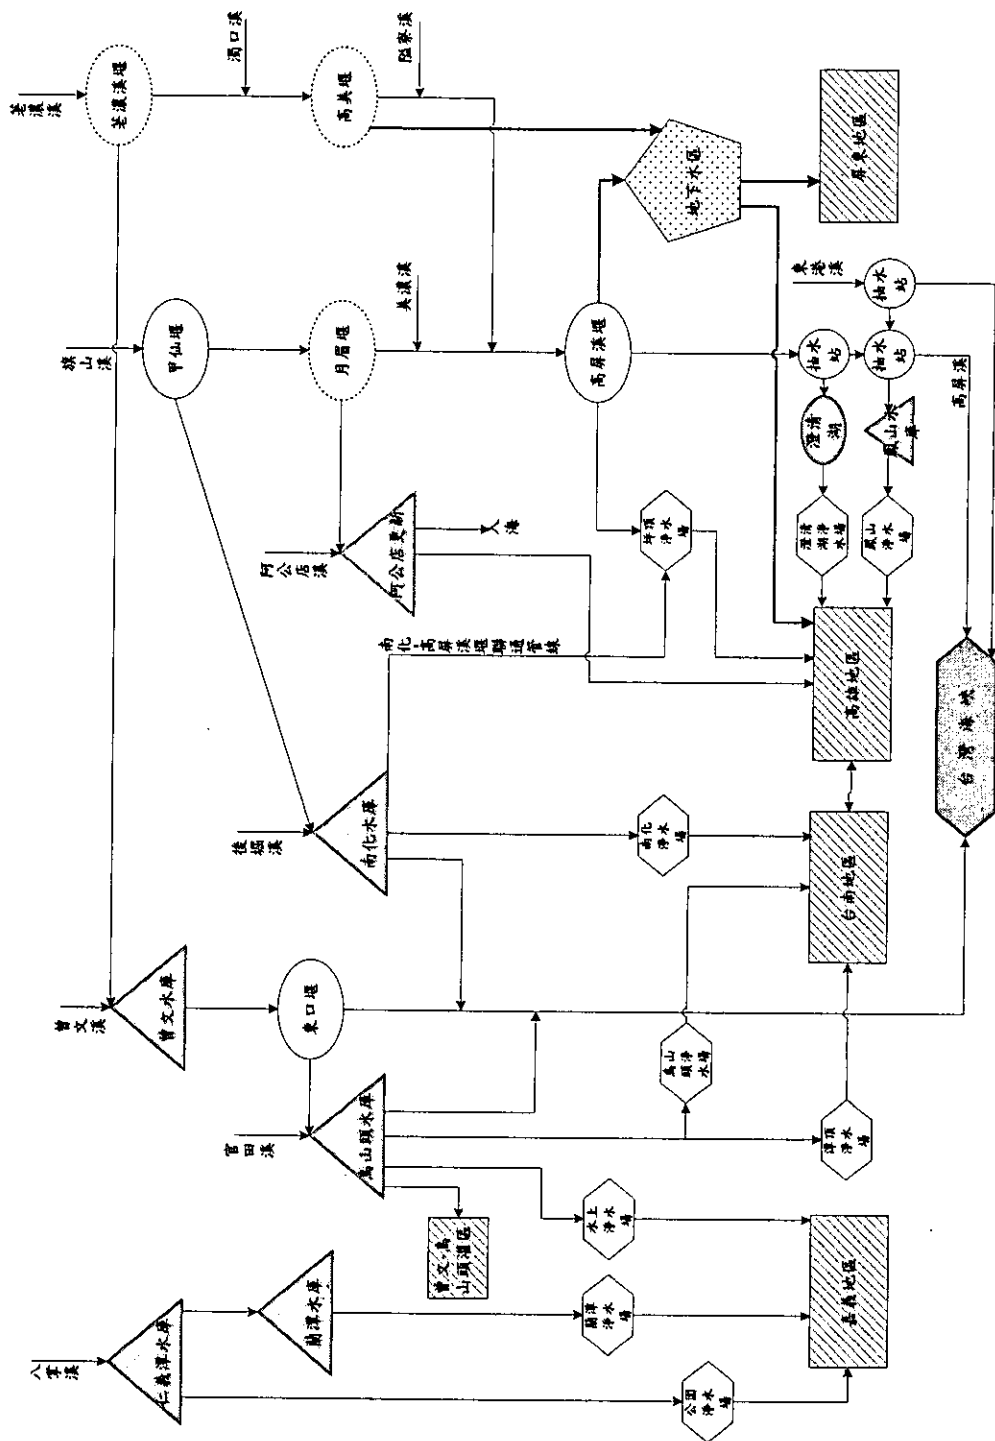 荖濃溪
荖濃溪堰
濁口溪
高美堰
隘寮溪
旗山溪
甲仙堰
月眉堰
美濃溪
高屏溪堰
地下水區
屏東地區
東港溪
抽水站
抽水站
抽水站
高屏溪
澄清湖
鳳山水庫
澄清湖淨水場
鳳山淨水場
阿公店溪
阿公店更新
入海
坪頂淨水場
南化-高屏溪堰聯通管線
高雄地區
台灣海峽
後堀溪
南化水庫
南化淨水場
台南地區
曾文溪
曾文水庫
東口堰
官田溪
烏山頭水庫
烏山頭淨水場
潭頂淨水場
曾文-烏山頭灌區
水上淨水場
八掌溪
仁義潭水庫
蘭潭水庫
蘭潭淨水場
公園淨水場
嘉義地區